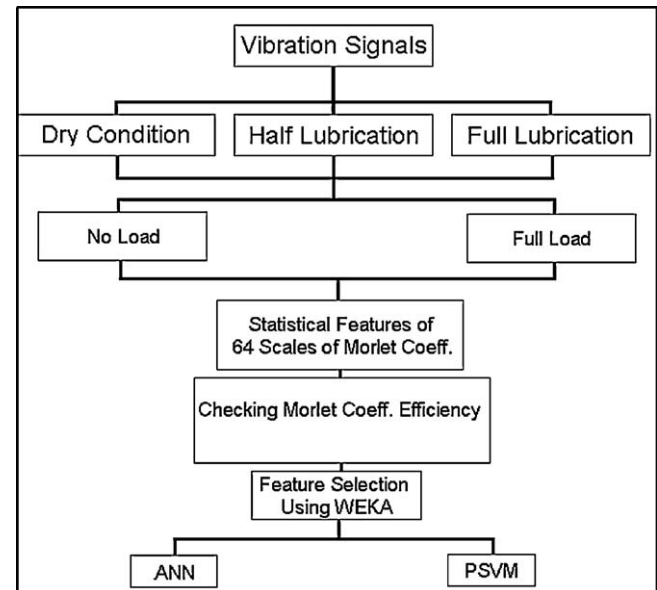 Vibration Signals
Dry Condition
Half Lubrication
Full Lubrication
No Load
Full Load
Statistical Features of
64 Scales of Morlet Coeff.
Checking Morlet Coeff. Efficiency
Feature Selection
Using WEKA
ANN
PSVM